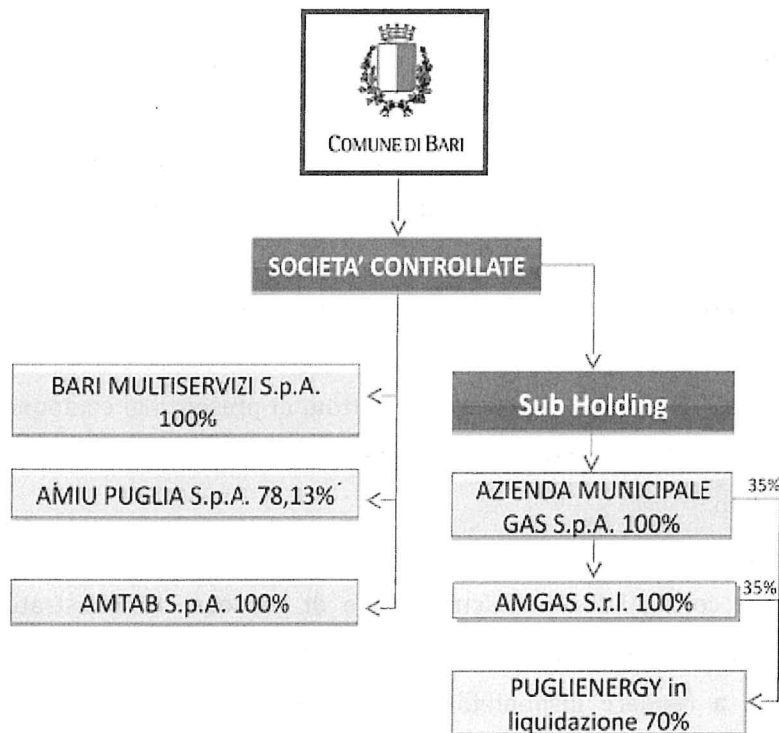 COMUNE DI BARI
SOCIETA' CONTROLLATE
BARI MULTISERVIZI S.p.A.
100%
AMIU PUGLIA S.p.A. 78,13%
AMTAB S.p.A. 100%
Sub Holding
AZIENDA MUNICIPALE
GAS S.p.A. 100%
35%
AMGAS S.r.l. 100%
35%
PUGLIENERGY in
liquidazione 70%